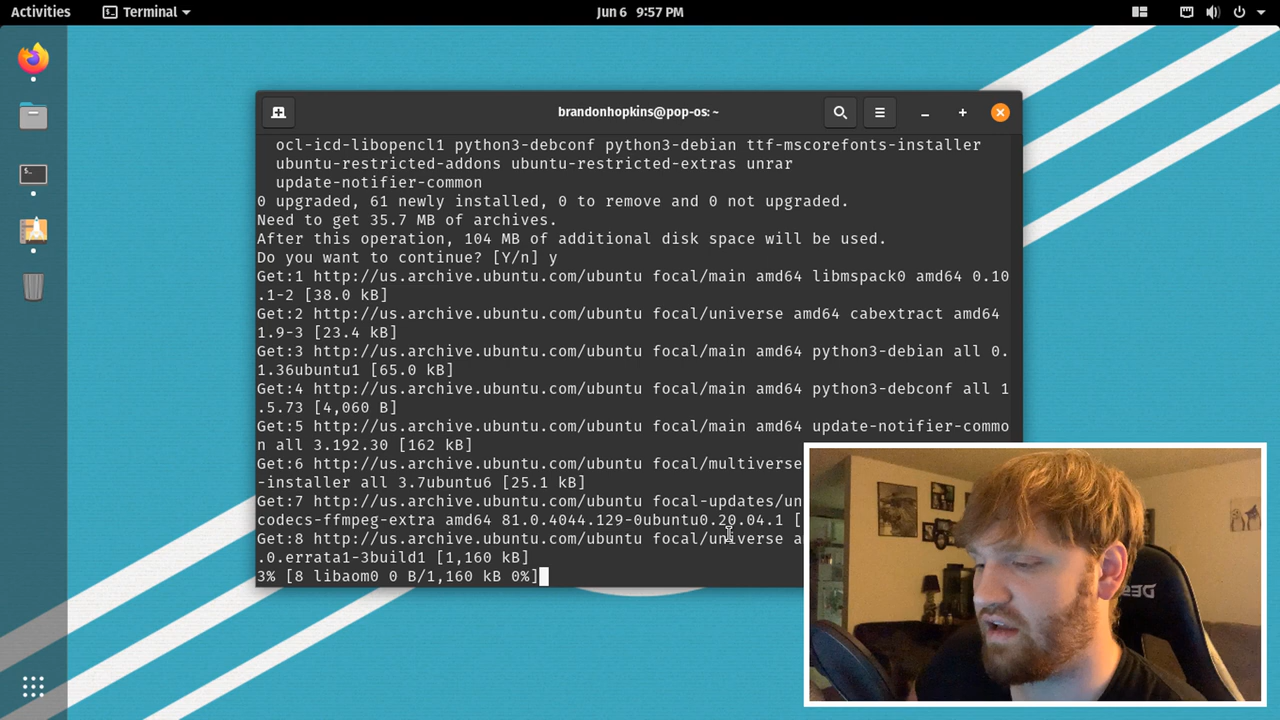 Activities
Terminal
Jun 6 9:57 PM
brandonhopkins@pop-os: ~
ocl-icd-libopencl1 python3-debconf python3-debian ttf-mscorefonts-installer
ubuntu-restricted-addons ubuntu-restricted-extras unrar
update-notifier-common
0 upgraded, 61 newly installed, 0 to remove and 0 not upgraded.
Need to get 35.7 MB of archives.
After this operation, 104 MB of additional disk space will be used.
Do you want to continue? [Y/n] y
Get:1 http://us.archive.ubuntu.com/ubuntu focal/main amd64 libmspack0 amd64 0.10
.1-2 [38.0 kB]
Get:2 http://us.archive.ubuntu.com/ubuntu focal/universe amd64 cabextract amd64
1.9-3 [23.4 kB]
Get:3 http://us.archive.ubuntu.com/ubuntu focal/main amd64 python3-debian all 0.
1.36ubuntu1 [65.0 kB]
Get:4 http://us.archive.ubuntu.com/ubuntu focal/main amd64 python3-debconf all 1
.5.73 [4,060 B]
Get:5 http://us.archive.ubuntu.com/ubuntu focal/main amd64 update-notifier-commo
n all 3.192.30 [162 kB]
Get:6 http://us.archive.ubuntu.com/ubuntu focal/multiverse
-installer all 3.7ubuntu6 [25.1 kB]
Get:7 http://us.archive.ubuntu.com/ubuntu focal-updates/un
codecs-ffmpeg-extra amd64 81.0.4044.129-0ubuntu0.20.04.1 [
Get:8 http://us.archive.ubuntu.com/ubuntu focal/universe a
.0.errata1-3build1 [1,160 kB]
3% [8 libaom0 0 B/1,160 kB 0%]